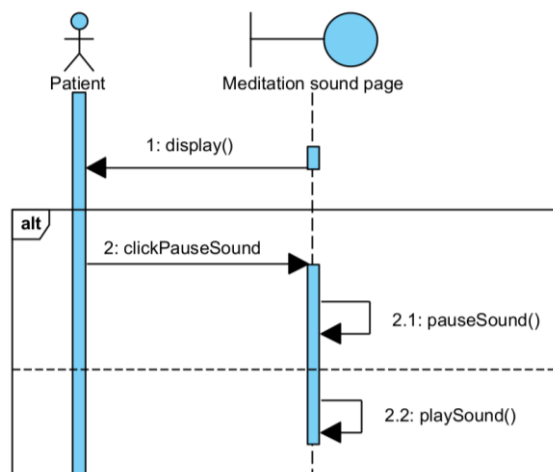 Patient
Meditation sound page
1: display()
alt
2: clickPauseSound
2.1: pauseSound()
2.2: playSound()